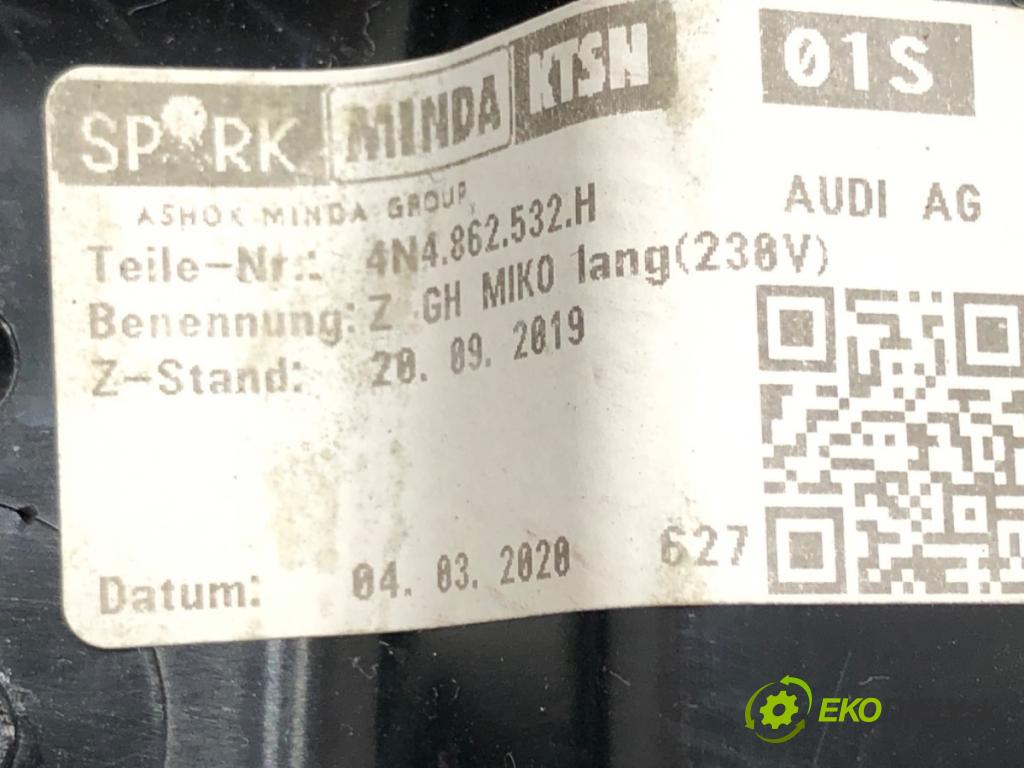 SPARK MINDA KTSN 01S
ASHOK MINDA GROUP
AUDI AG
Teile-Nr.: 4N4.862.532.H
Benennung: Z GH MIKO lang(230V)
Z-Stand: 20. 09. 2019
Datum: 04. 03. 2020 627
EKO